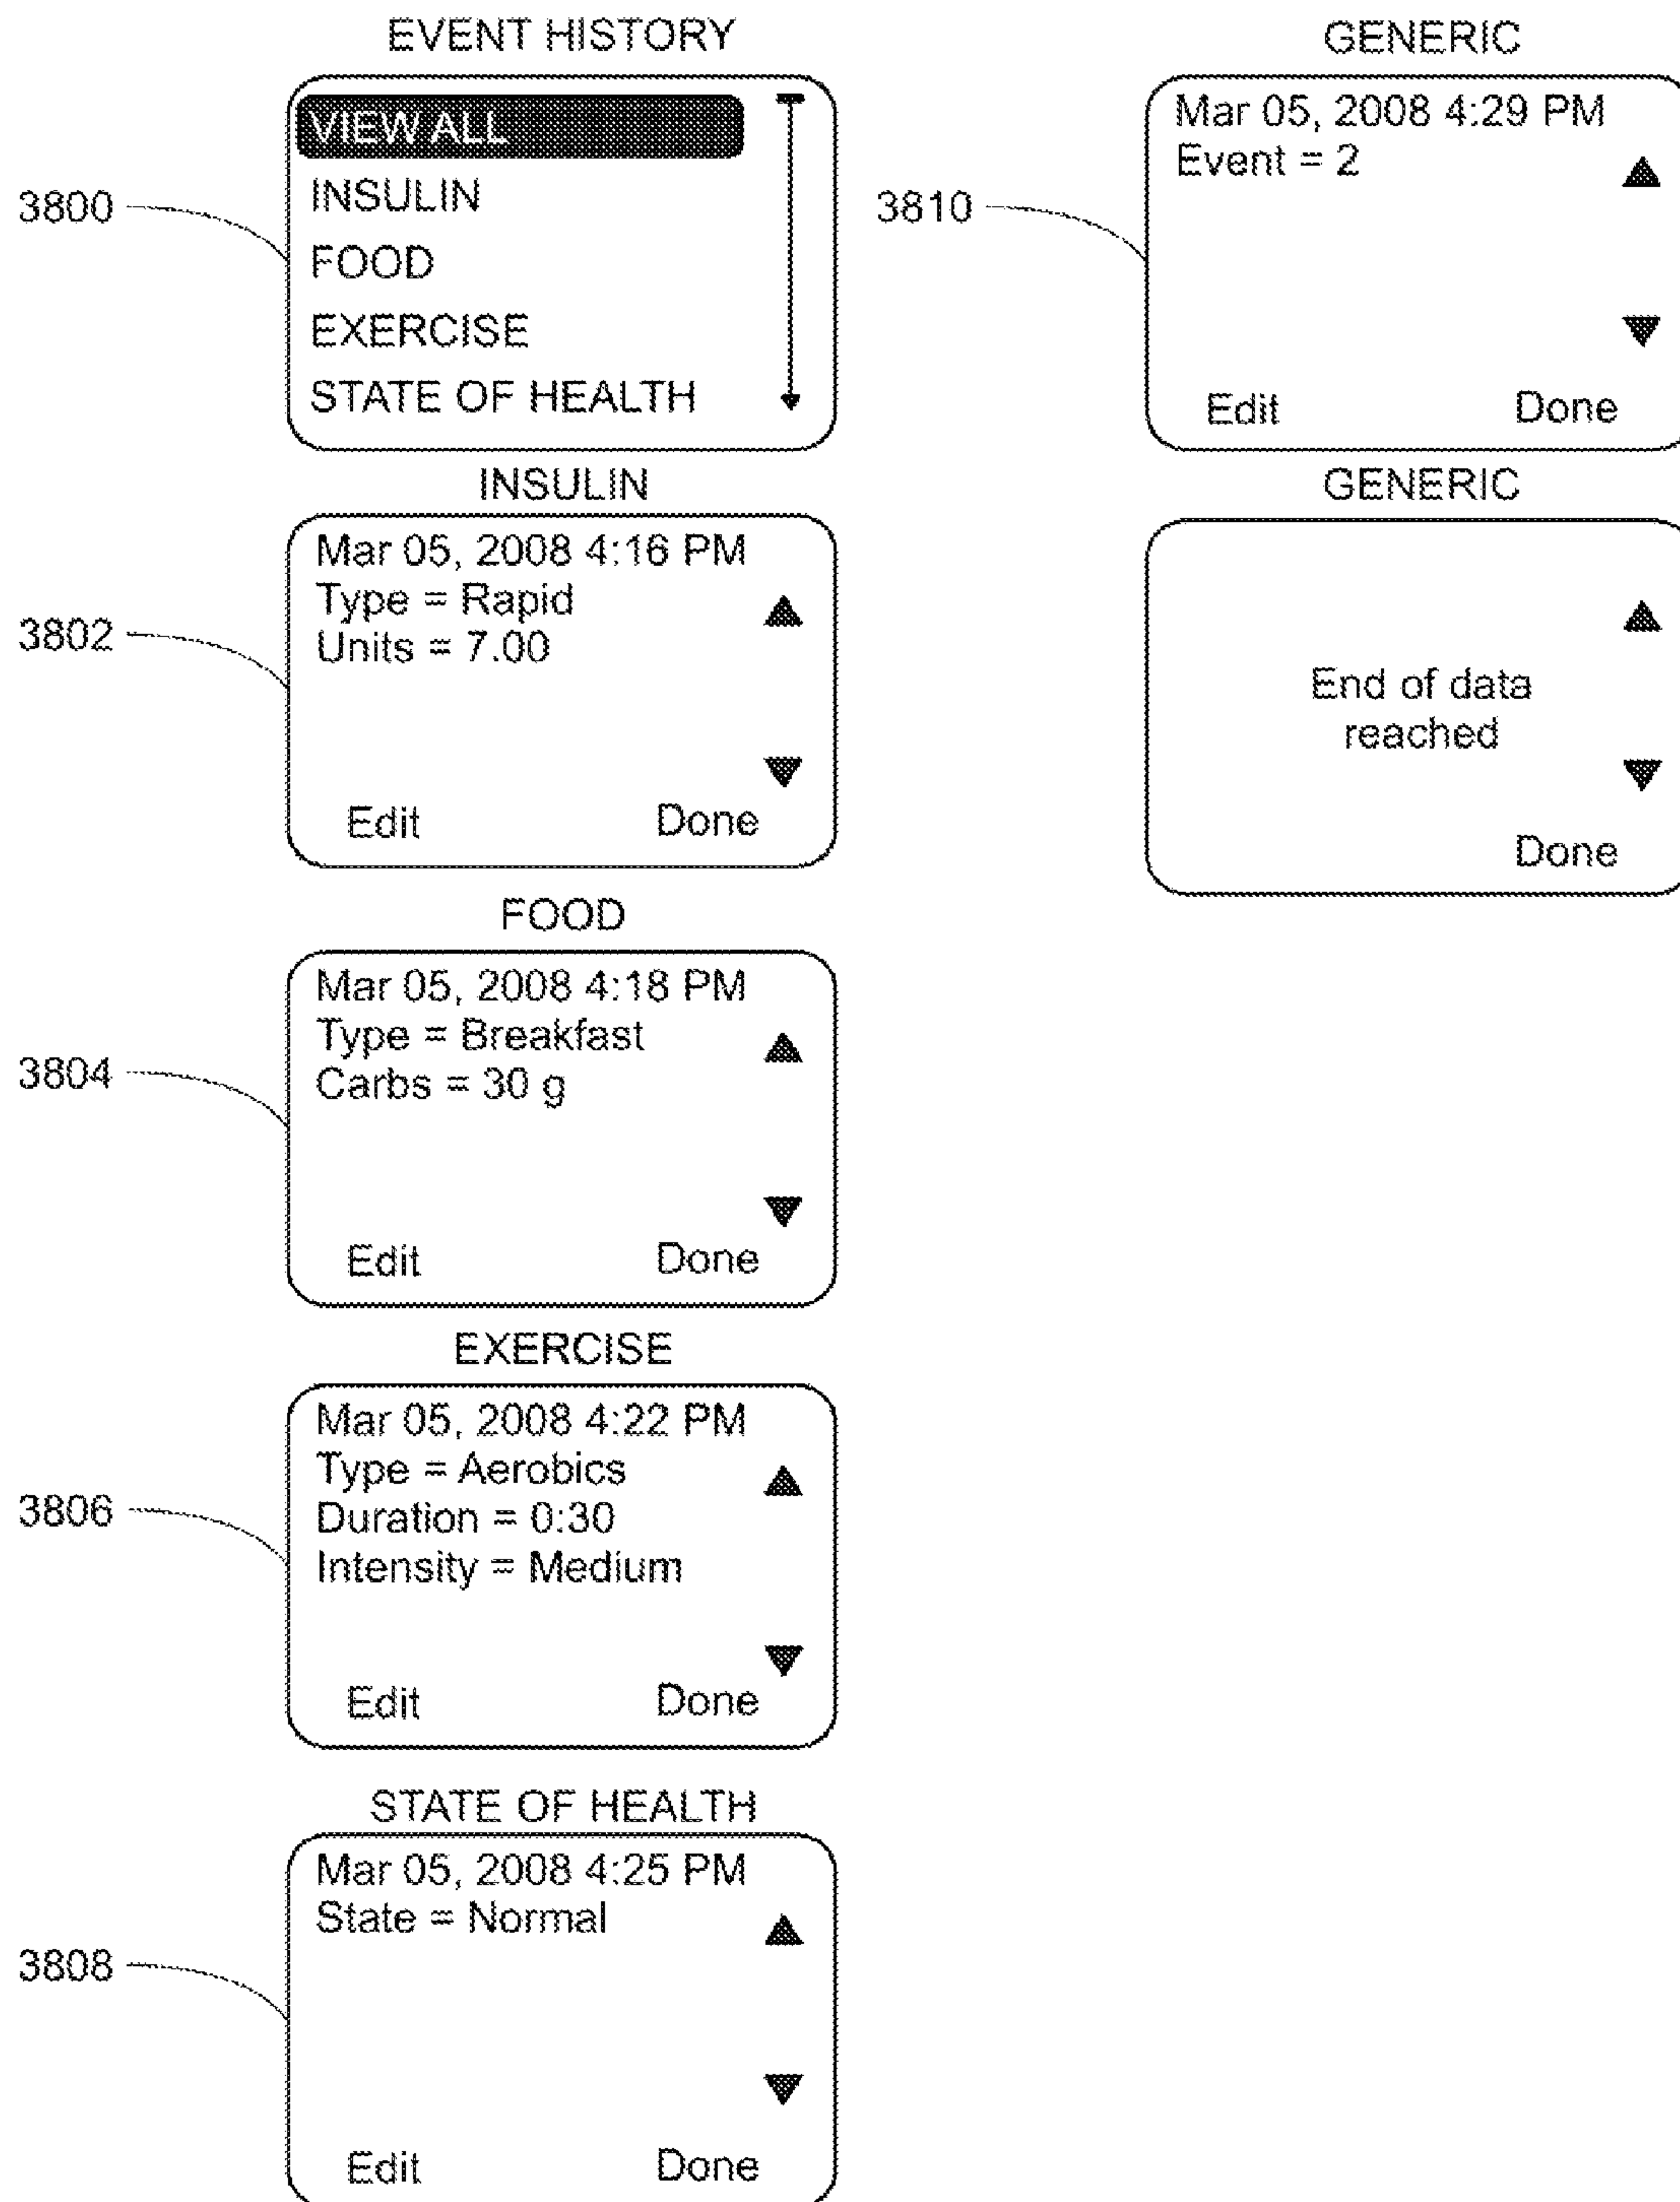 EVENT HISTORY
VIEW ALL
INSULIN
FOOD
EXERCISE
STATE OF HEALTH
3800
INSULIN
Mar 05, 2008 4:16 PM
Type = Rapid
Units = 7.00
Edit Done
3802
FOOD
Mar 05, 2008 4:18 PM
Type = Breakfast
Carbs = 30 g
Edit Done
3804
EXERCISE
Mar 05, 2008 4:22 PM
Type = Aerobics
Duration = 0:30
Intensity = Medium
Edit Done
3806
STATE OF HEALTH
Mar 05, 2008 4:25 PM
State = Normal
Edit Done
3808
GENERIC
Mar 05, 2008 4:29 PM
Event = 2
Edit Done
3810
GENERIC
End of data
reached
Done